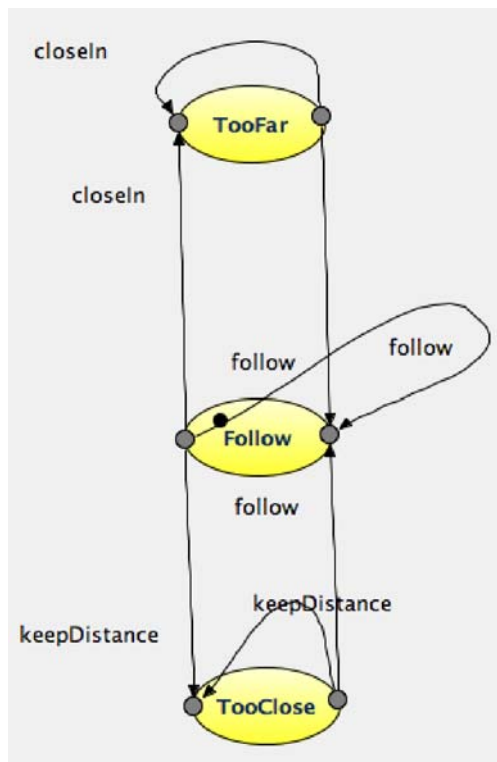 closeIn
TooFar
closeIn
follow
follow
Follow
follow
keepDistance
keepDistance
TooClose